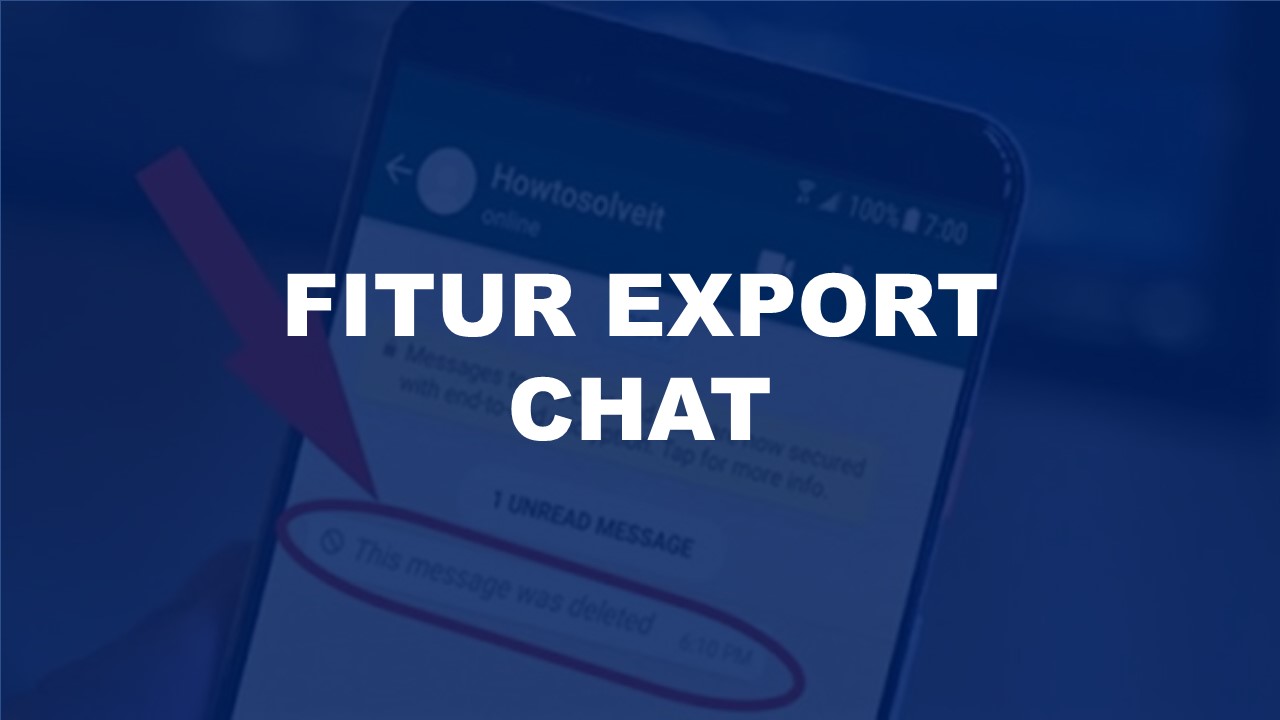 Howtosolveit
online
100% 7:00
FITUR EXPORT
CHAT
Messages
now secured
with end-to
Tap for more info.
1 UNREAD MESSAGE
This message was deleted
6:10 PM